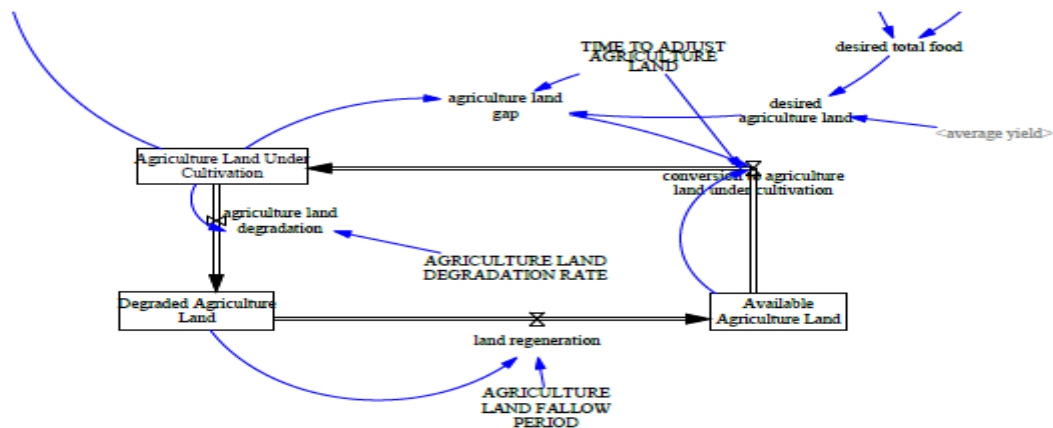 TIME TO ADJUST
AGRICULTURE
LAND
desired total food
agriculture land
gap
desired
agriculture land
<average yield>
Agriculture Land Under
Cultivation
conversion to agriculture
land under cultivation
agriculture land
degradation
AGRICULTURE LAND
DEGRADATION RATE
Degraded Agriculture
Land
Available
Agriculture Land
land regeneration
AGRICULTURE
LAND FALLOW
PERIOD